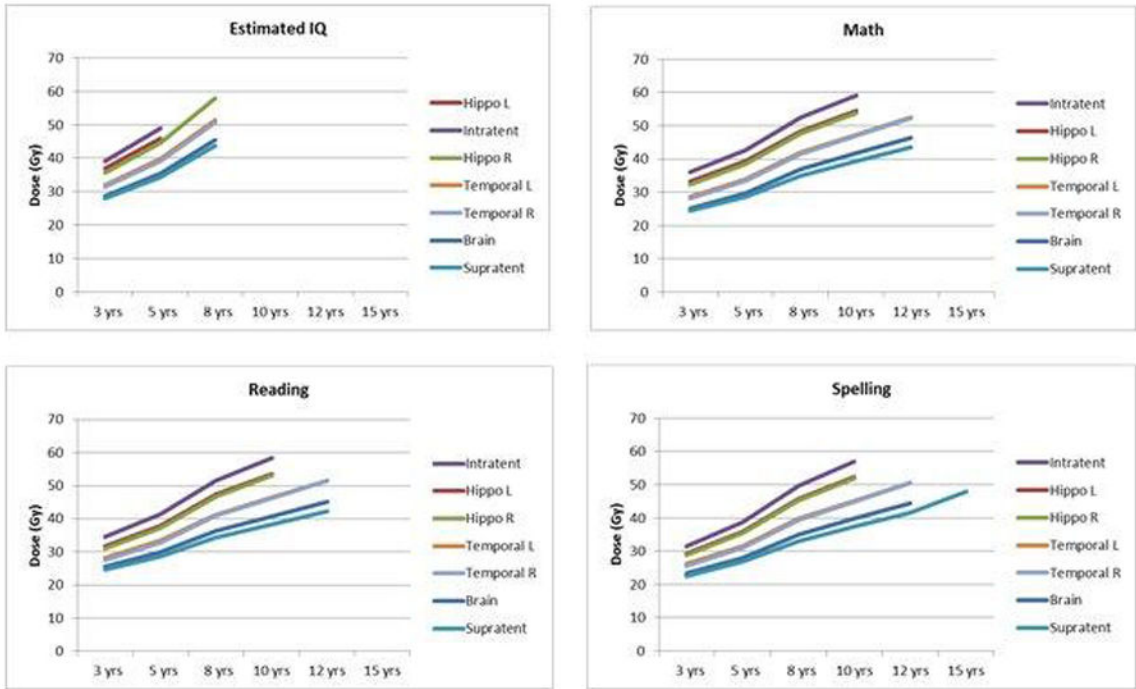 Estimated IQ
Dose (Gy)
70
60
50
40
30
20
10
0
3 yrs 5 yrs 8 yrs 10 yrs 12 yrs 15 yrs
Hippo L
Intratent
Hippo R
Temporal L
Temporal R
Brain
Supratent
Math
Dose (Gy)
70
60
50
40
30
20
10
0
3 yrs 5 yrs 8 yrs 10 yrs 12 yrs 15 yrs
Intratent
Hippo L
Hippo R
Temporal L
Temporal R
Brain
Supratent
Reading
Dose (Gy)
70
60
50
40
30
20
10
0
3 yrs 5 yrs 8 yrs 10 yrs 12 yrs 15 yrs
Intratent
Hippo L
Hippo R
Temporal L
Temporal R
Brain
Supratent
Spelling
Dose (Gy)
70
60
50
40
30
20
10
0
3 yrs 5 yrs 8 yrs 10 yrs 12 yrs 15 yrs
Intratent
Hippo L
Hippo R
Temporal L
Temporal R
Brain
Supratent